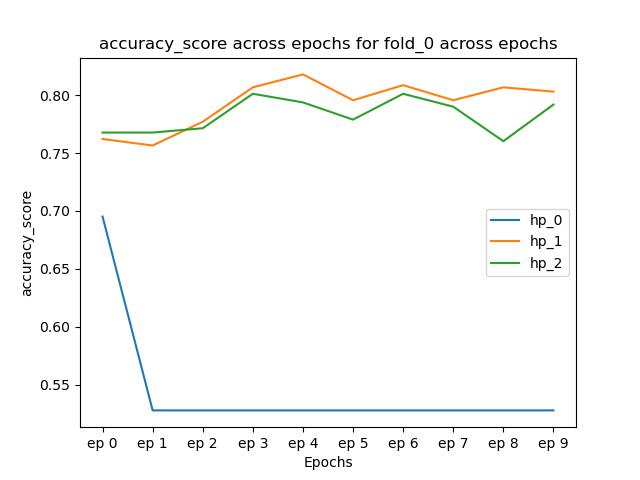 accuracy_score across epochs for fold_0 across epochs
accuracy_score
0.80
0.75
0.70
0.65
0.60
0.55
hp_0
hp_1
hp_2
ep 0 ep 1 ep 2 ep 3 ep 4 ep 5 ep 6 ep 7 ep 8 ep 9
Epochs